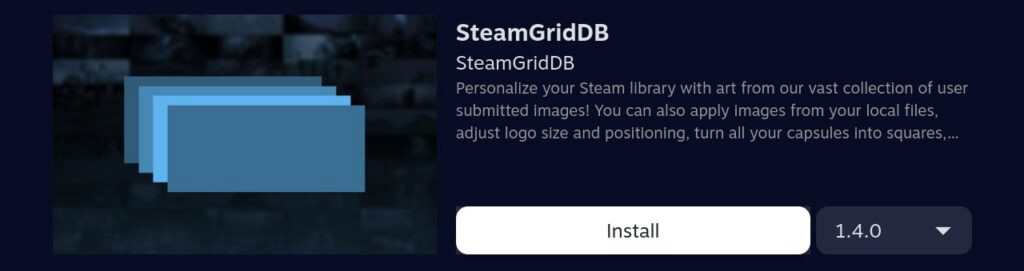 SteamGridDB
SteamGridDB
Personalize your Steam library with art from our vast collection of user
submitted images! You can also apply images from your local files,
adjust logo size and positioning, turn all your capsules into squares,...
Install
1.4.0